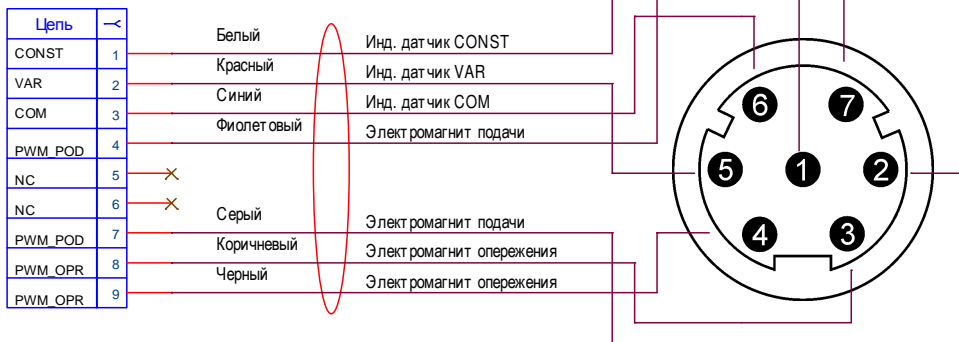 Цепь
CONST 1 Белый Инд. датчик CONST
VAR 2 Красный Инд. датчик VAR
COM 3 Синий Инд. датчик COM
PWM_POD 4 Фиолетовый Электромагнит подачи
NC 5
NC 6
PWM_POD 7 Серый Электромагнит подачи
PWM_OPR 8 Коричневый Электромагнит опережения
PWM_OPR 9 Черный Электромагнит опережения
6 7
5 1 2
4 3